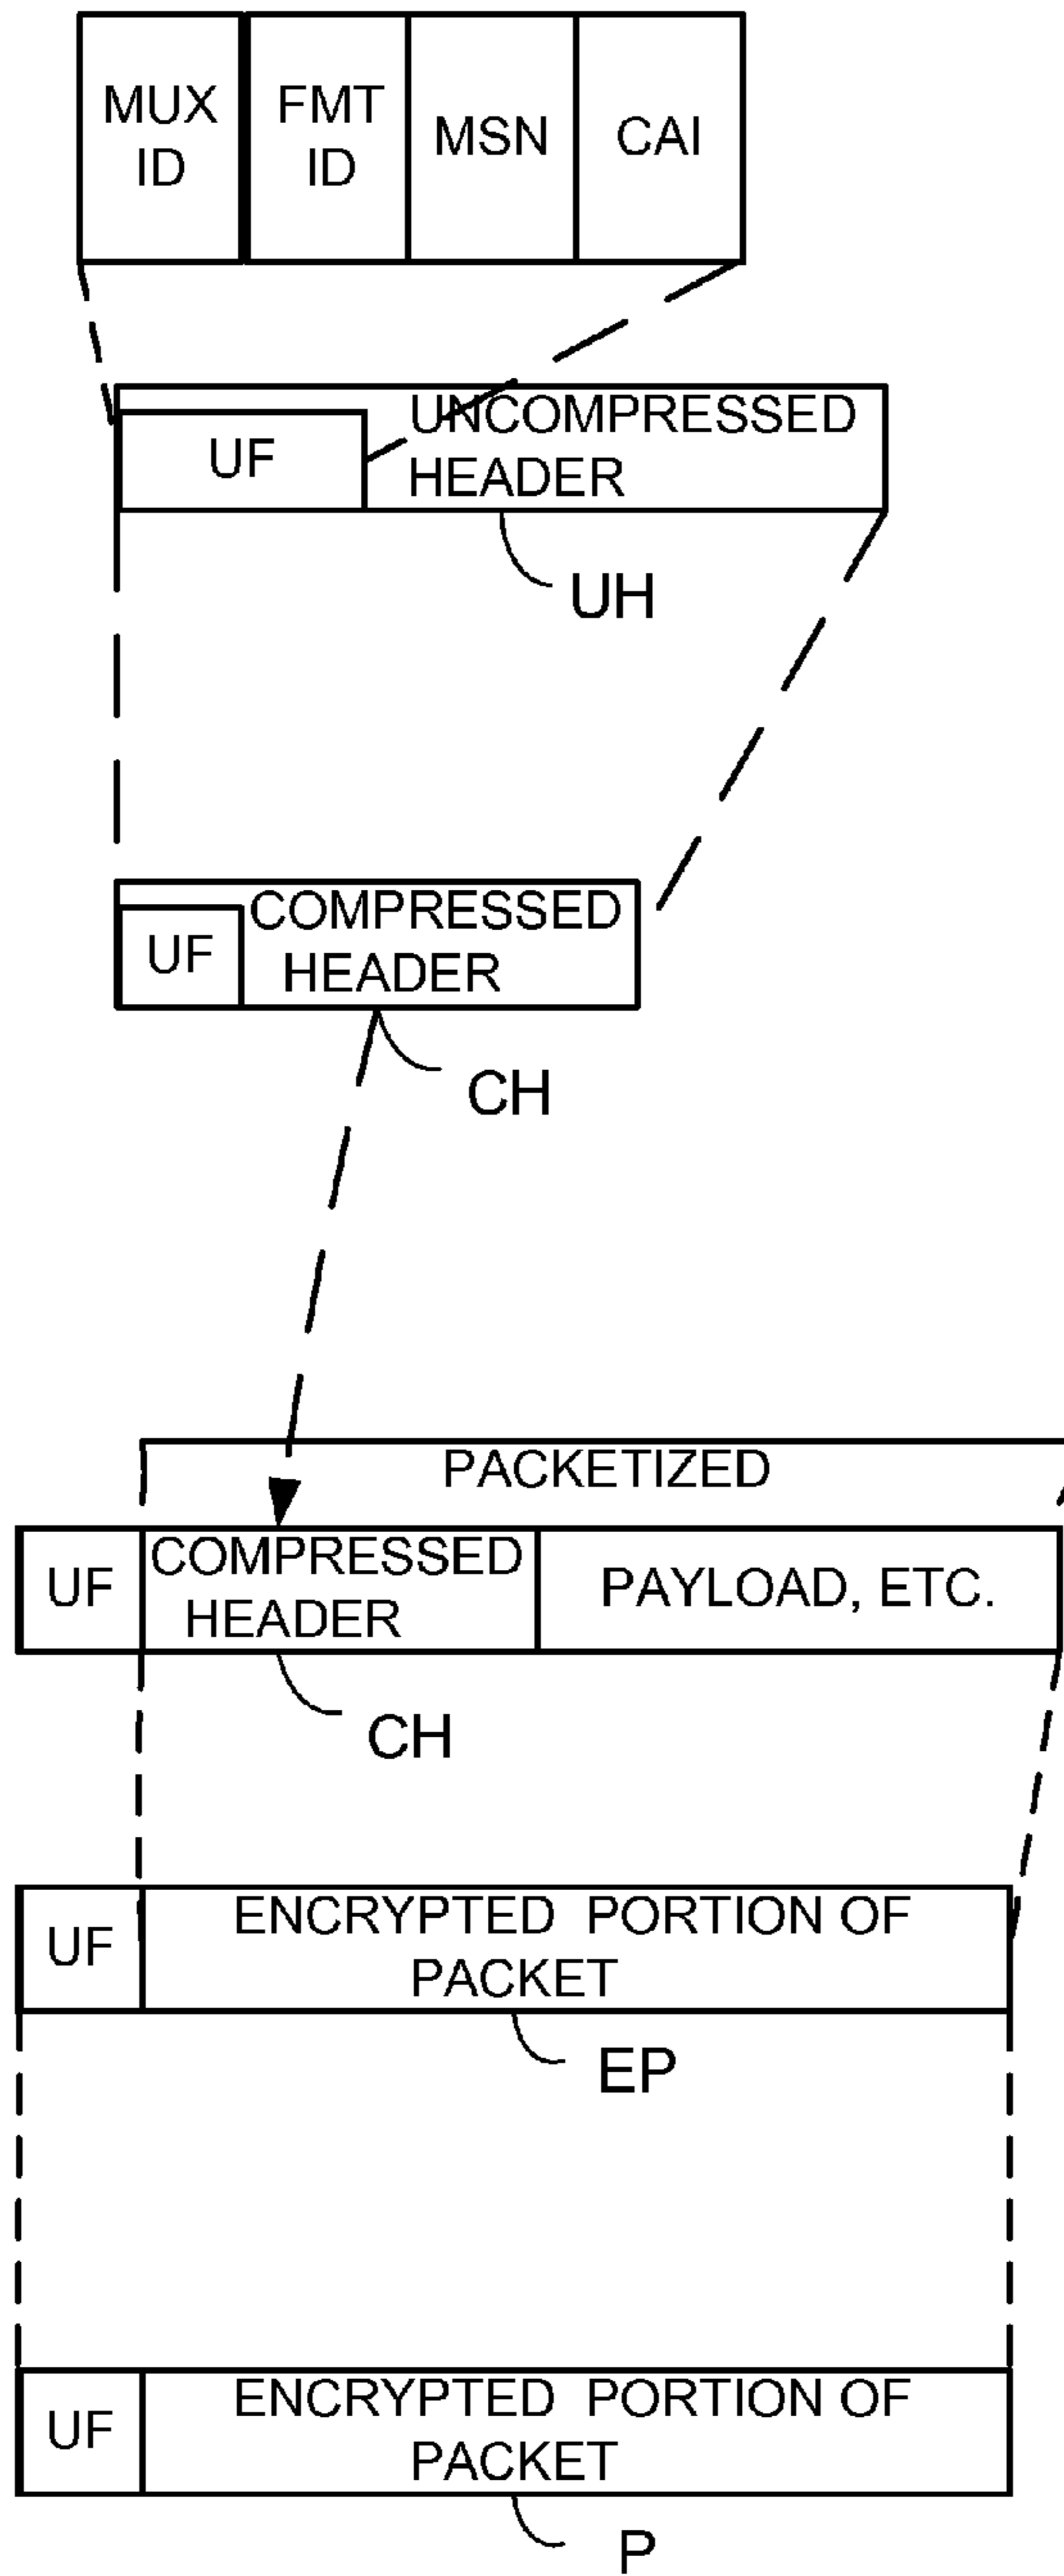 MUX
ID
FMT
ID
MSN
CAI
UF
UNCOMPRESSED
HEADER
UH
UF
COMPRESSED
HEADER
CH
PACKETIZED
UF
COMPRESSED
HEADER
PAYLOAD, ETC.
CH
UF
ENCRYPTED PORTION OF
PACKET
EP
UF
ENCRYPTED PORTION OF
PACKET
P